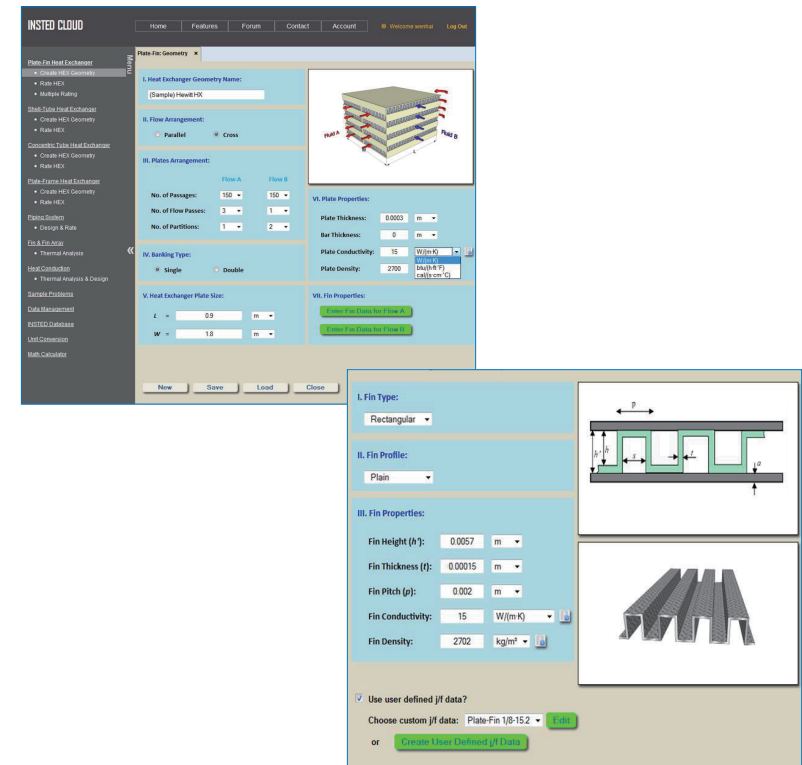 INSTED CLOUD
Home Features Forum Contact Account Welcome wenhai Log Out
Menu
Plate-Fin Heat Exchanger
• Create HEX Geometry
• Rate HEX
• Multiple Rating
Shell-Tube Heat Exchanger
• Create HEX Geometry
• Rate HEX
Concentric Tube Heat Exchanger
• Create HEX Geometry
• Rate HEX
Plate-Frame Heat Exchanger
• Create HEX Geometry
• Rate HEX
Piping System
• Design & Rate
Fin & Fin Array
• Thermal Analysis
Heat Conduction
• Thermal Analysis & Design
Sample Problems
Data Management
INSTED Database
Unit Conversion
Math Calculator
«
Plate-Fin: Geometry ×
I. Heat Exchanger Geometry Name:
(Sample) Hewitt HX
II. Flow Arrangement:
Parallel Cross
III. Plates Arrangement:
Flow A Flow B
No. of Passages: 150 150
No. of Flow Passes: 3 1
No. of Partitions: 1 2
IV. Banking Type:
Single Double
V. Heat Exchanger Plate Size:
L = 0.9 m
W = 1.8 m
Fluid A Fluid B
W L
VI. Plate Properties:
Plate Thickness: 0.0003 m
Bar Thickness: 0 m
Plate Conductivity: 15 W/(m·K)
W/(m·K)
btu/(h·ft·°F)
cal/(s·cm·°C)
Plate Density: 2700
VII. Fin Properties:
Enter Fin Data for Flow A
Enter Fin Data for Flow B
New Save Load Close
I. Fin Type:
Rectangular
II. Fin Profile:
Plain
III. Fin Properties:
Fin Height (h'): 0.0057 m
Fin Thickness (t): 0.00015 m
Fin Pitch (p): 0.002 m
Fin Conductivity: 15 W/(m·K)
Fin Density: 2702 kg/m³
Use user defined j/f data?
Choose custom j/f data: Plate-Fin 1/8-15.2 Edit
or Create User Defined j/f Data
p
h' h s t a